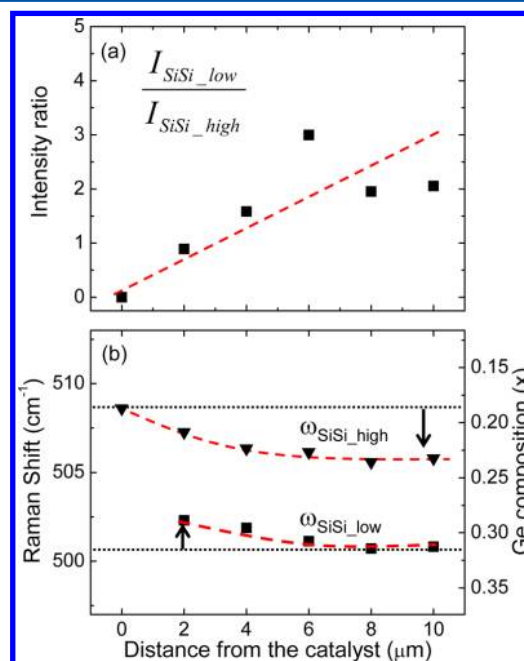 (a)
I_SiSi_low
I_SiSi_high
Intensity ratio
5
4
3
2
1
0
(b)
Raman Shift (cm⁻¹)
510
505
500
ω_SiSi_high
ω_SiSi_low
0.15
0.20
0.25
0.30
0.35
Ge composition (x)
0 2 4 6 8 10
Distance from the catalyst (μm)